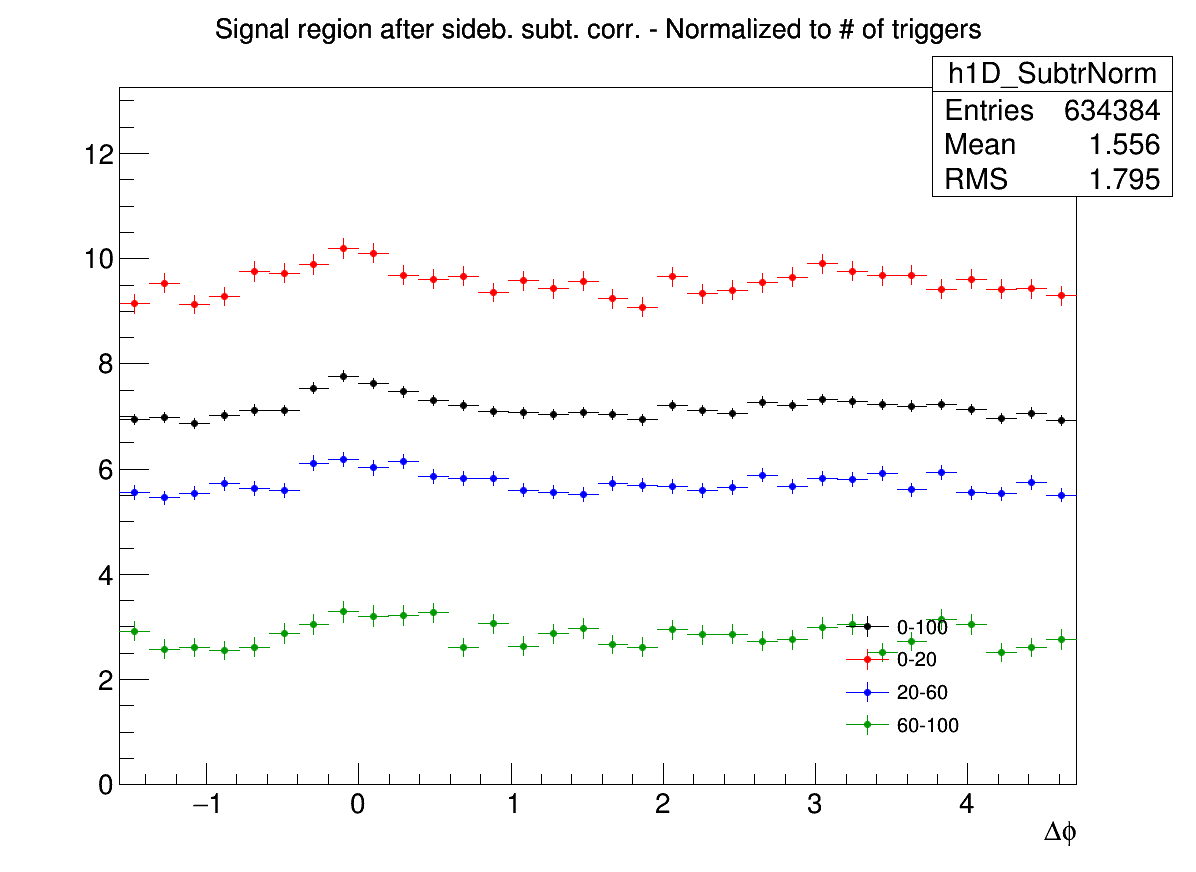 Signal region after sideb. subt. corr. - Normalized to # of triggers
h1D_SubtrNorm
Entries 634384
Mean 1.556
RMS 1.795
12
10
8
6
4
2
0
0-100
0-20
20-60
60-100
−1 0 1 2 3 4
Δϕ